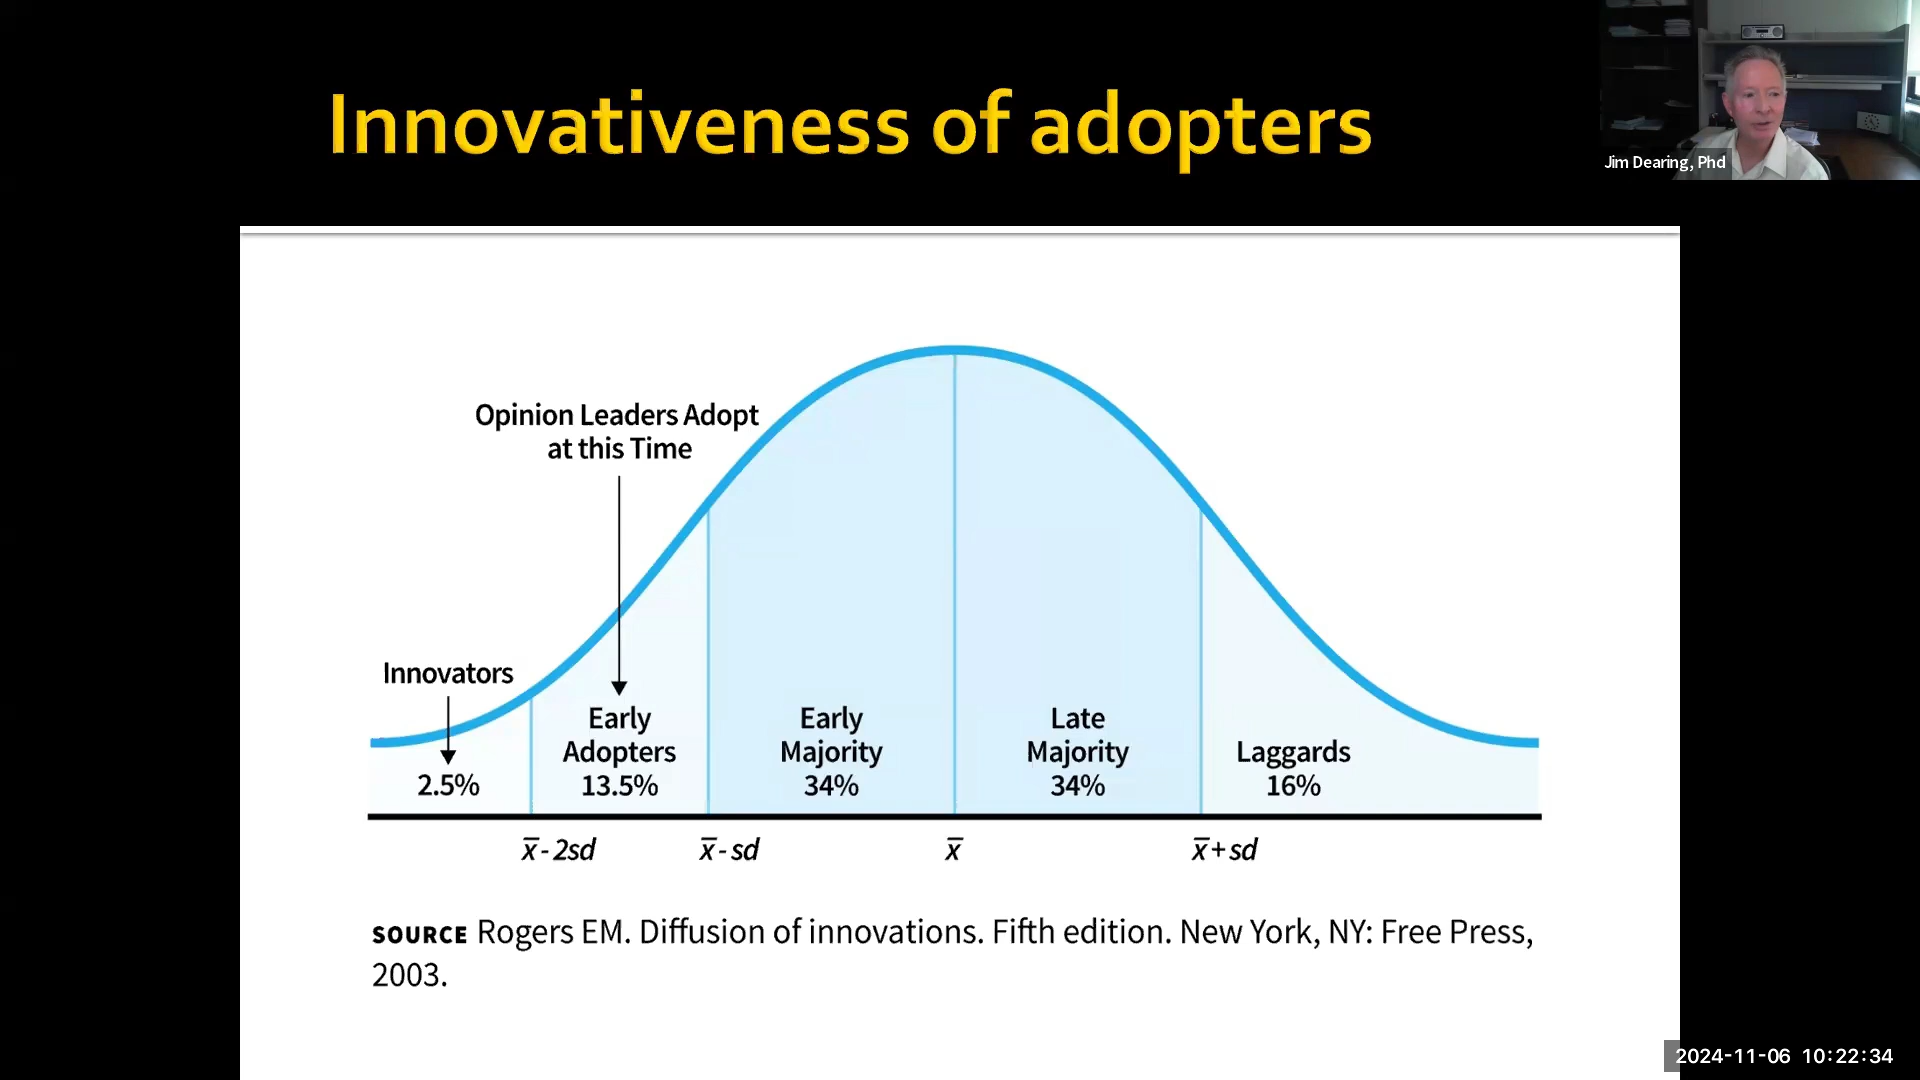 Innovativeness of adopters
Jim Dearing, Phd
Opinion Leaders Adopt
at this Time
Innovators
2.5%
Early
Adopters
13.5%
Early
Majority
34%
Late
Majority
34%
Laggards
16%
x̅ - 2sd
x̅ - sd
x̅
x̅ + sd
SOURCE Rogers EM. Diffusion of innovations. Fifth edition. New York, NY: Free Press,
2003.
2024-11-06 10:22:34